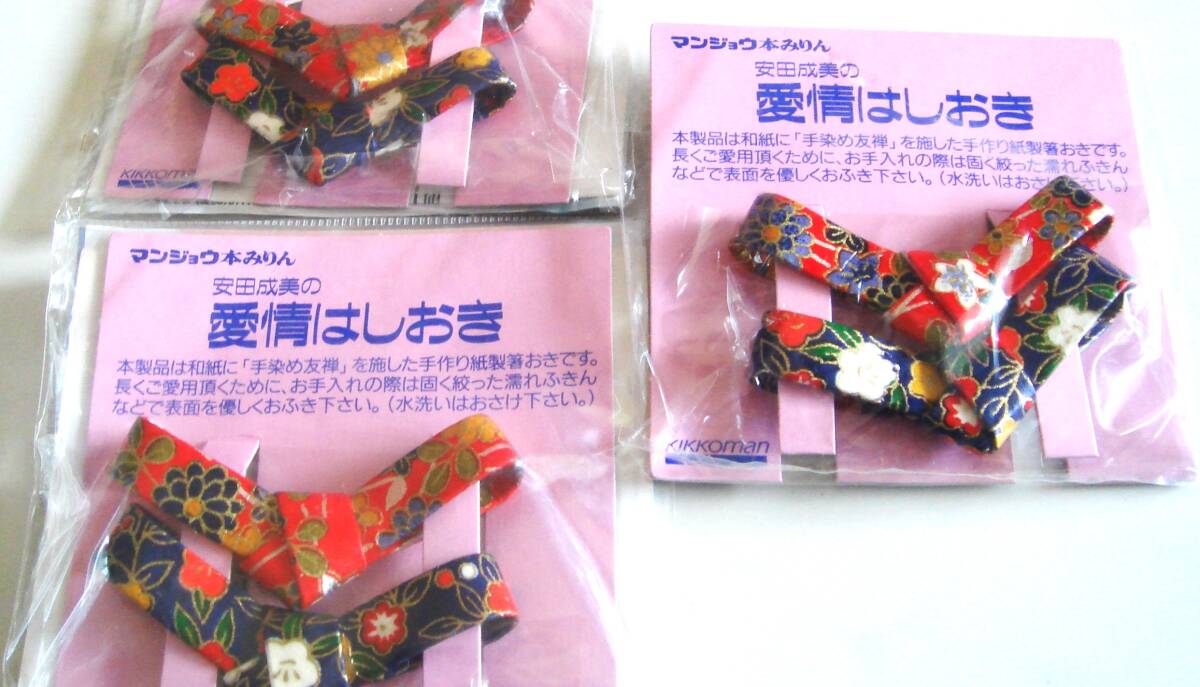 KIKKOMAN
マンジョウ本みりん
安田成美の
愛情はしおき
本製品は和紙に「手染め友禅」を施した手作り紙製箸おきです。
長くご愛用頂くために、お手入れの際は固く絞った濡れふきん
などで表面を優しくおふき下さい。（水洗いはおさけ下さい。）
マンジョウ本みりん
安田成美の
愛情はしおき
本製品は和紙に「手染め友禅」を施した手作り紙製箸おきです。
長くご愛用頂くために、お手入れの際は固く絞った濡れふきん
などで表面を優しくおふき下さい。（水洗いはおさけ下さい。）
KIKKOMAN